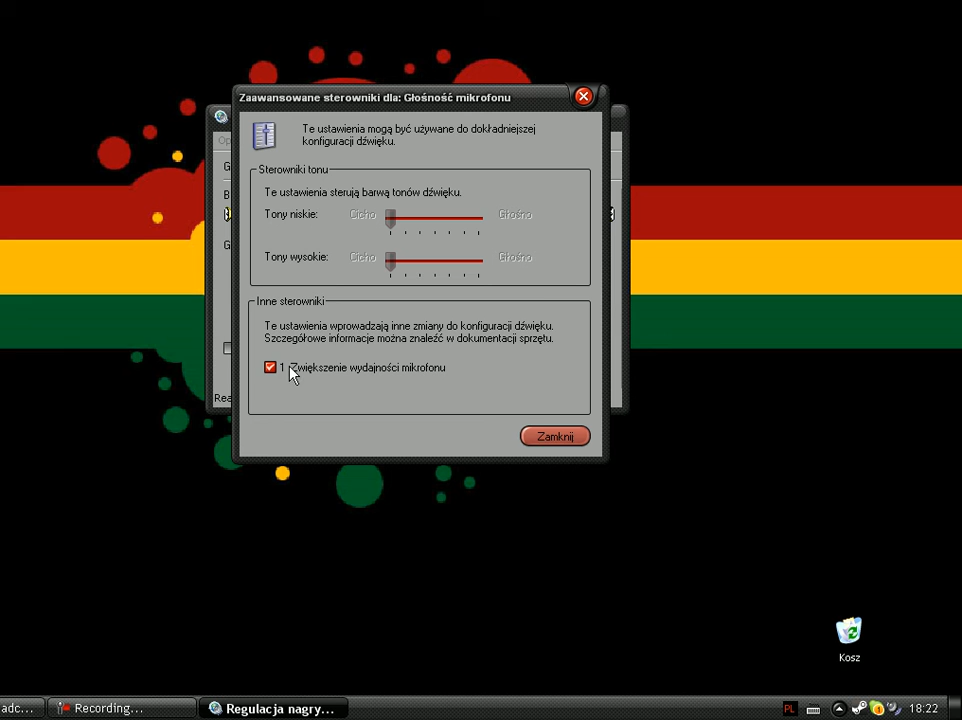 Zaawansowane sterowniki dla: Głośność mikrofonu
Te ustawienia mogą być używane do dokładniejszej
konfiguracji dźwięku.
Sterowniki tonu
Te ustawienia sterują barwą tonów dźwięku.
Tony niskie: Cicho Głośno
Tony wysokie: Cicho Głośno
Inne sterowniki
Te ustawienia wprowadzają inne zmiany do konfiguracji dźwięku.
Szczegółowe informacje można znaleźć w dokumentacji sprzętu.
1 Zwiększenie wydajności mikrofonu
Zamknij
Op
G
B
G
Rea
Kosz
adc...
Recording...
Regulacja nagry...
PL
18:22